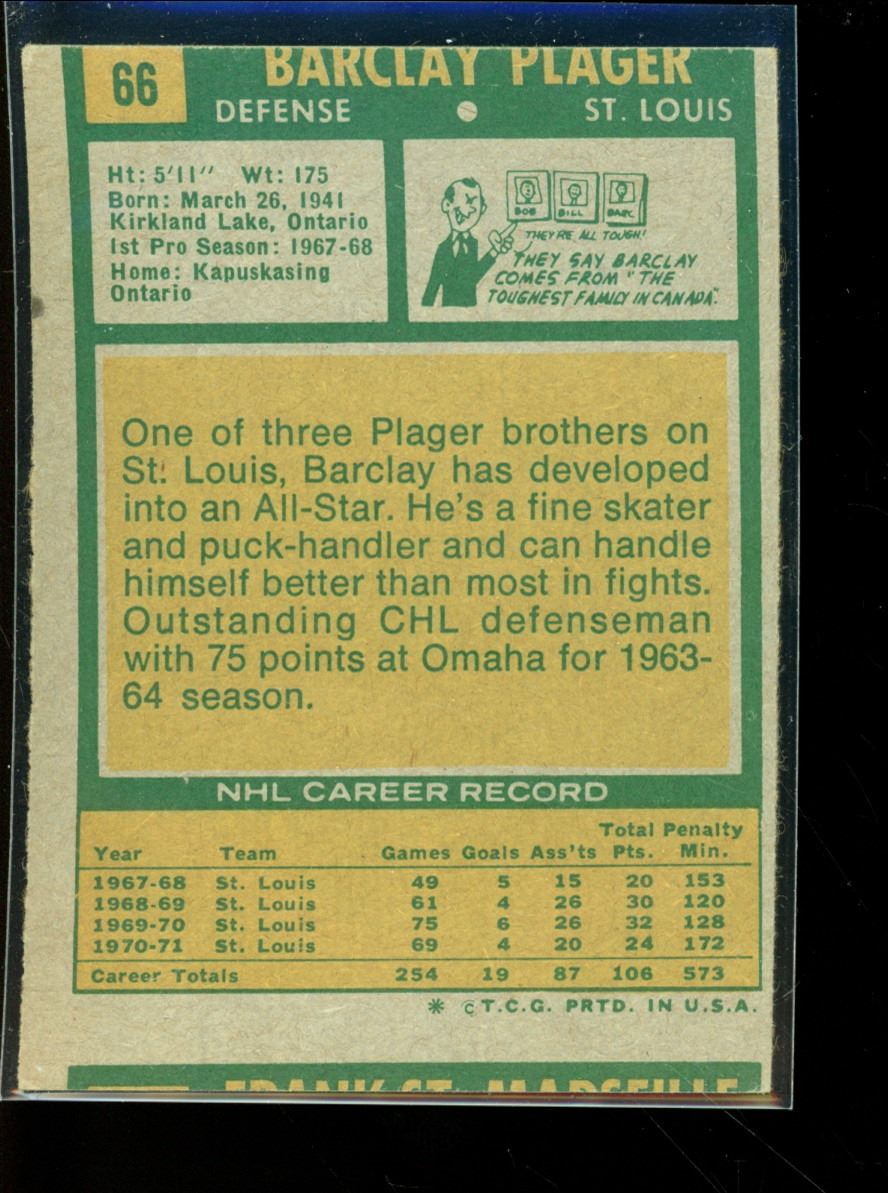 66
BARCLAY PLAGER
DEFENSE ST. LOUIS
Ht: 5'11" Wt: 175
Born: March 26, 1941
Kirkland Lake, Ontario
1st Pro Season: 1967-68
Home: Kapuskasing
Ontario
BOB BILL BARC
THEY'RE ALL TOUGH!
THEY SAY BARCLAY
COMES FROM "THE
TOUGHEST FAMILY IN CANADA".
One of three Plager brothers on
St. Louis, Barclay has developed
into an All-Star. He's a fine skater
and puck-handler and can handle
himself better than most in fights.
Outstanding CHL defenseman
with 75 points at Omaha for 1963-
64 season.
NHL CAREER RECORD
Total Penalty
Year Team Games Goals Ass'ts Pts. Min.
1967-68 St. Louis 49 5 15 20 153
1968-69 St. Louis 61 4 26 30 120
1969-70 St. Louis 75 6 26 32 128
1970-71 St. Louis 69 4 20 24 172
Career Totals 254 19 87 106 573
* © T.C.G. PRTD. IN U.S.A.
FRANK ST. MARSEILLE